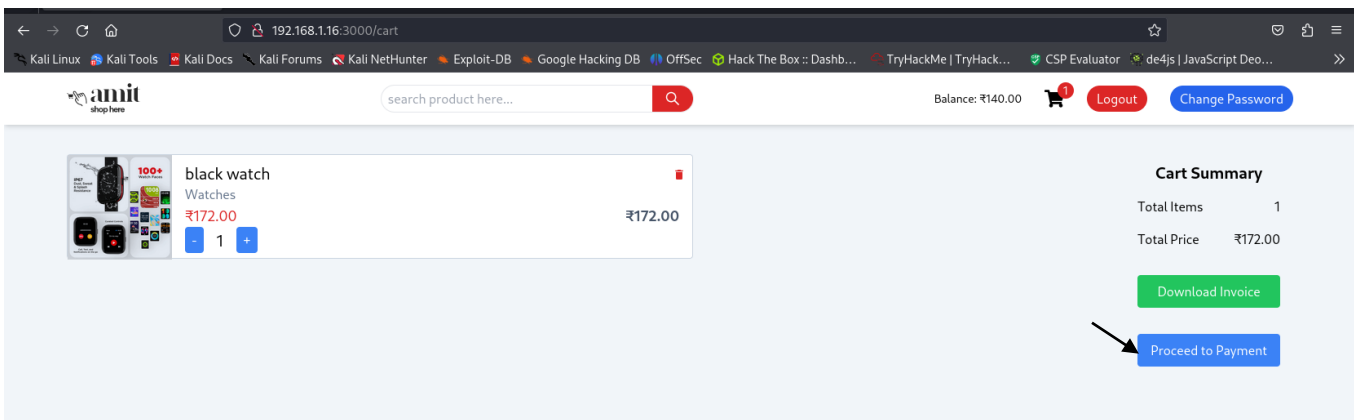 192.168.1.16:3000/cart
Kali Linux Kali Tools Kali Docs Kali Forums Kali NetHunter Exploit-DB Google Hacking DB OffSec Hack The Box :: Dashb... TryHackMe | TryHack... CSP Evaluator de4js | JavaScript Deo...
amit
shop here
search product here...
Balance: ₹140.00
1
Logout
Change Password
100+
black watch
Watches
₹172.00
₹172.00
- 1 +
Cart Summary
Total Items 1
Total Price ₹172.00
Download Invoice
Proceed to Payment